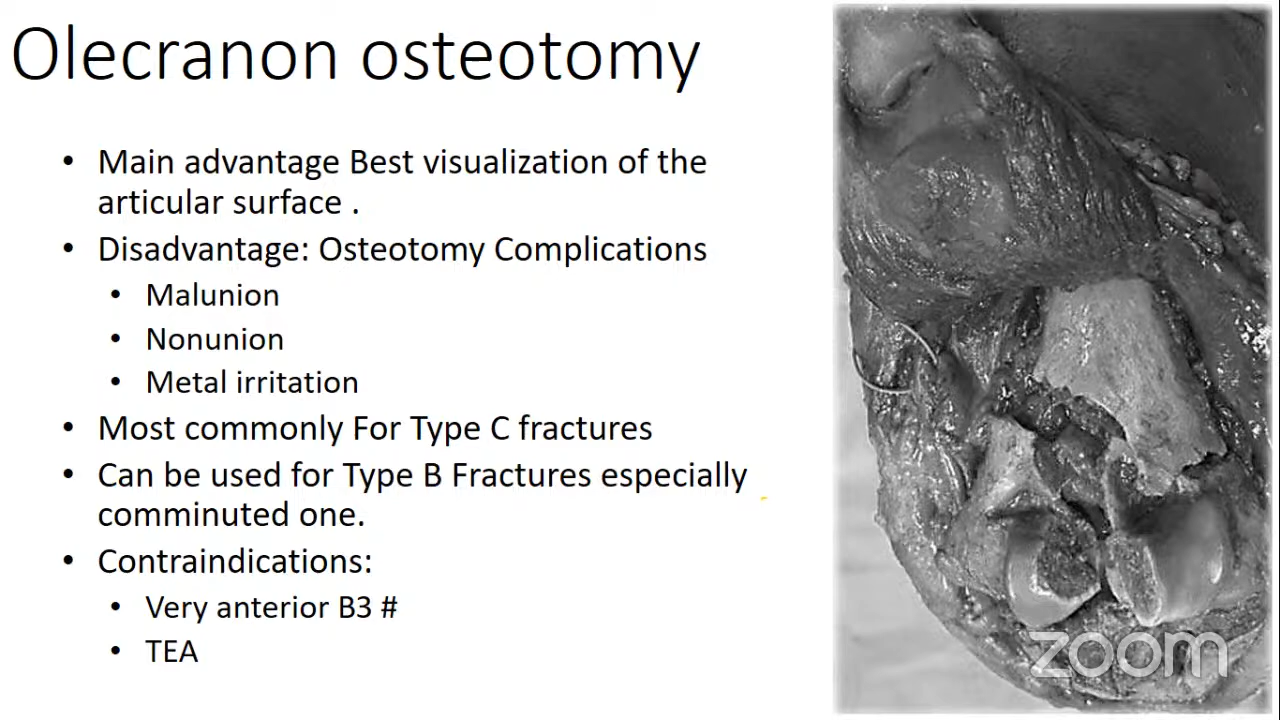 Olecranon osteotomy
• Main advantage Best visualization of the
articular surface .
• Disadvantage: Osteotomy Complications
• Malunion
• Nonunion
• Metal irritation
• Most commonly For Type C fractures
• Can be used for Type B Fractures especially
comminuted one.
• Contraindications:
• Very anterior B3 #
• TEA
zoom